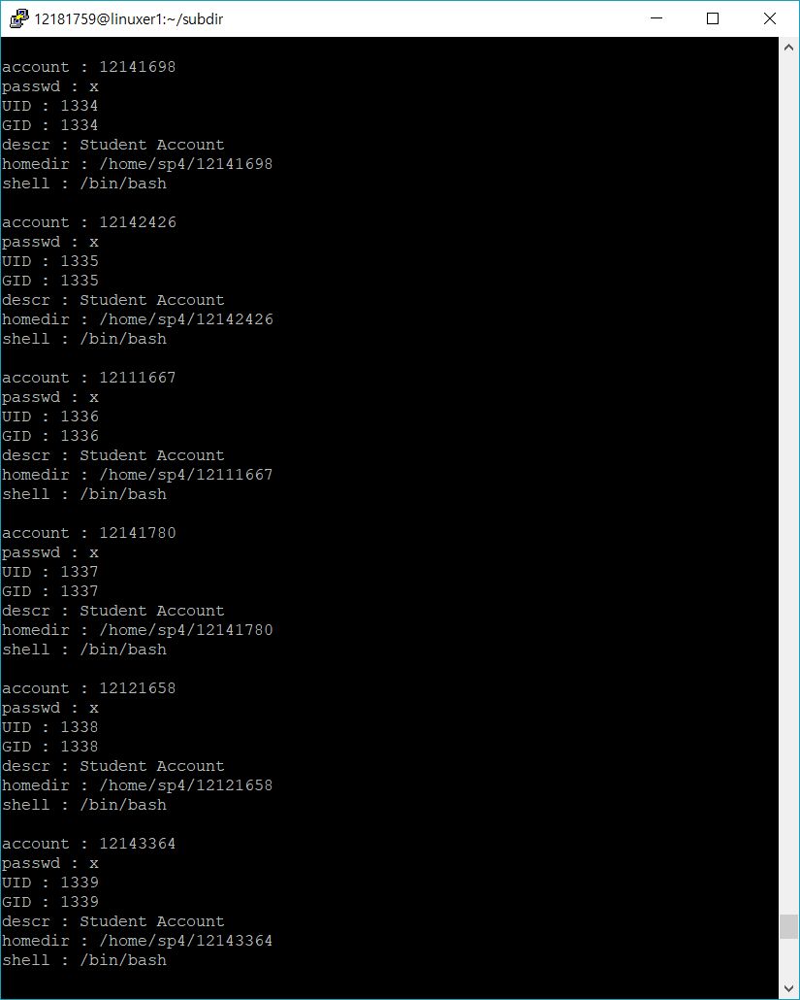 12181759@linuxer1:~/subdir
account : 12141698
passwd : x
UID : 1334
GID : 1334
descr : Student Account
homedir : /home/sp4/12141698
shell : /bin/bash
account : 12142426
passwd : x
UID : 1335
GID : 1335
descr : Student Account
homedir : /home/sp4/12142426
shell : /bin/bash
account : 12111667
passwd : x
UID : 1336
GID : 1336
descr : Student Account
homedir : /home/sp4/12111667
shell : /bin/bash
account : 12141780
passwd : x
UID : 1337
GID : 1337
descr : Student Account
homedir : /home/sp4/12141780
shell : /bin/bash
account : 12121658
passwd : x
UID : 1338
GID : 1338
descr : Student Account
homedir : /home/sp4/12121658
shell : /bin/bash
account : 12143364
passwd : x
UID : 1339
GID : 1339
descr : Student Account
homedir : /home/sp4/12143364
shell : /bin/bash